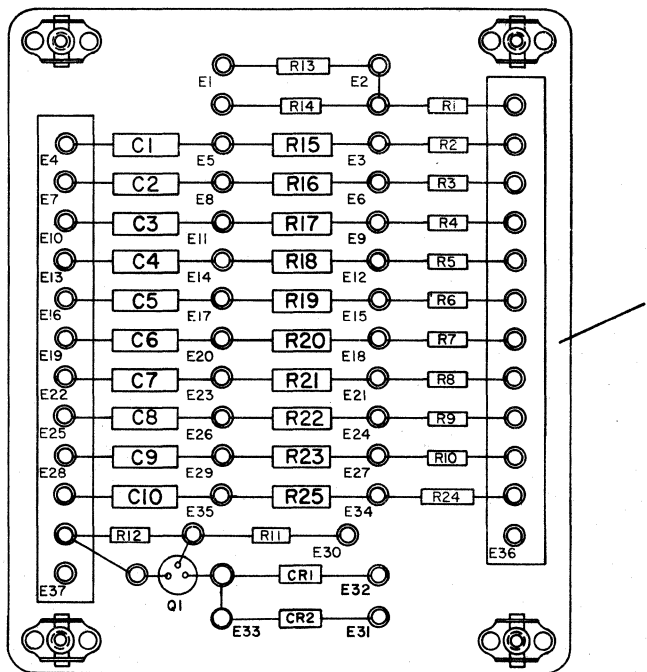 E1 R13 E2
R14 R1
E4 C1 E5 R15 E3 R2
E7 C2 E8 R16 E6 R3
E10 C3 E11 R17 E9 R4
E13 C4 E14 R18 E12 R5
E16 C5 E17 R19 E15 R6
E19 C6 E20 R20 E18 R7
E22 C7 E23 R21 E21 R8
E25 C8 E26 R22 E24 R9
E28 C9 E29 R23 E27 R10
C10 E35 R25 E34 R24
R12 R11 E30 E36
E37 Q1 CR1 E32
E33 CR2 E31